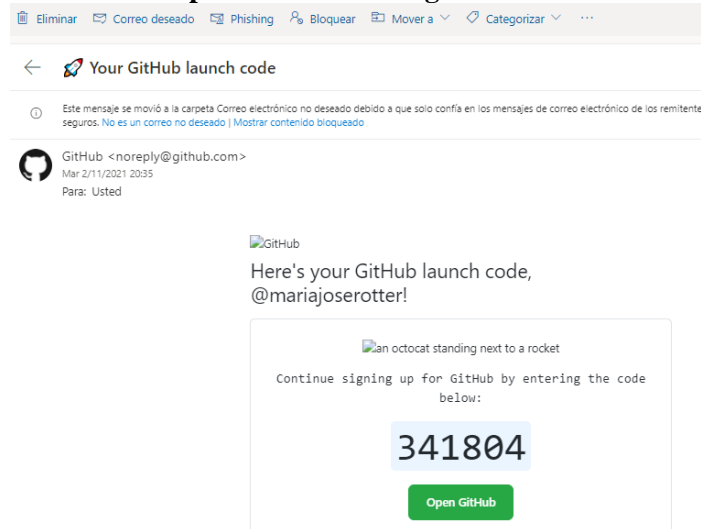 Eliminar Correo deseado Phishing Bloquear Mover a Categorizar ...
Your GitHub launch code
Este mensaje se movió a la carpeta Correo electrónico no deseado debido a que solo confía en los mensajes de correo electrónico de los remitente
seguros. No es un correo no deseado | Mostrar contenido bloqueado
GitHub <noreply@github.com>
Mar 2/11/2021 20:35
Para: Usted
GitHub
Here's your GitHub launch code,
@mariajoserotter!
an octocat standing next to a rocket
Continue signing up for GitHub by entering the code
below:
341804
Open GitHub